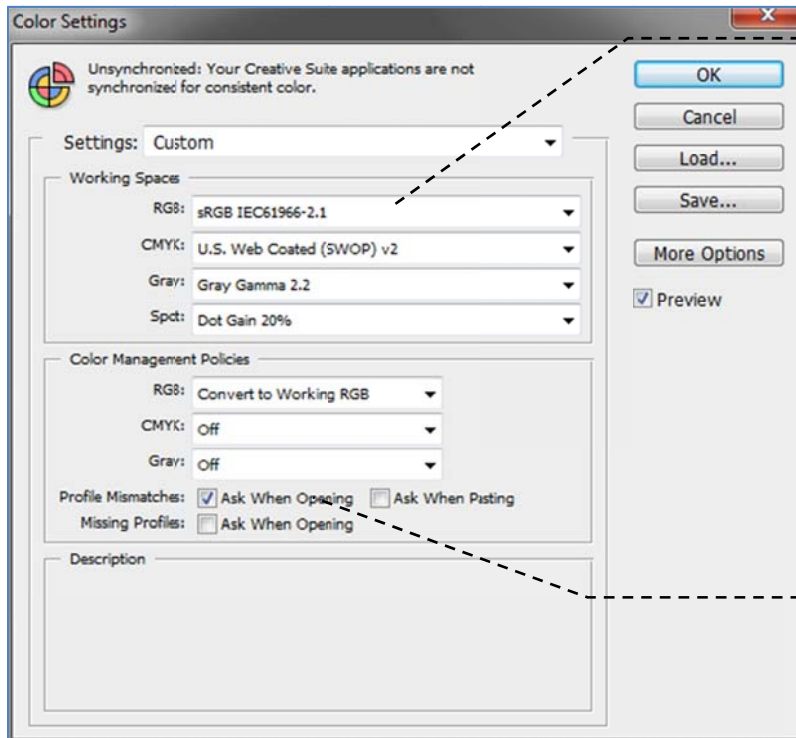 Color Settings
Unsynchronized: Your Creative Suite applications are not
synchronized for consistent color.
OK
Cancel
Load...
Save...
More Options
Preview
Settings: Custom
Working Spaces
RGB: sRGB IEC61966-2.1
CMYK: U.S. Web Coated (SWOP) v2
Gray: Gray Gamma 2.2
Spot: Dot Gain 20%
Color Management Policies
RGB: Convert to Working RGB
CMYK: Off
Gray: Off
Profile Mismatches: Ask When Opening Ask When Pasting
Missing Profiles: Ask When Opening
Description